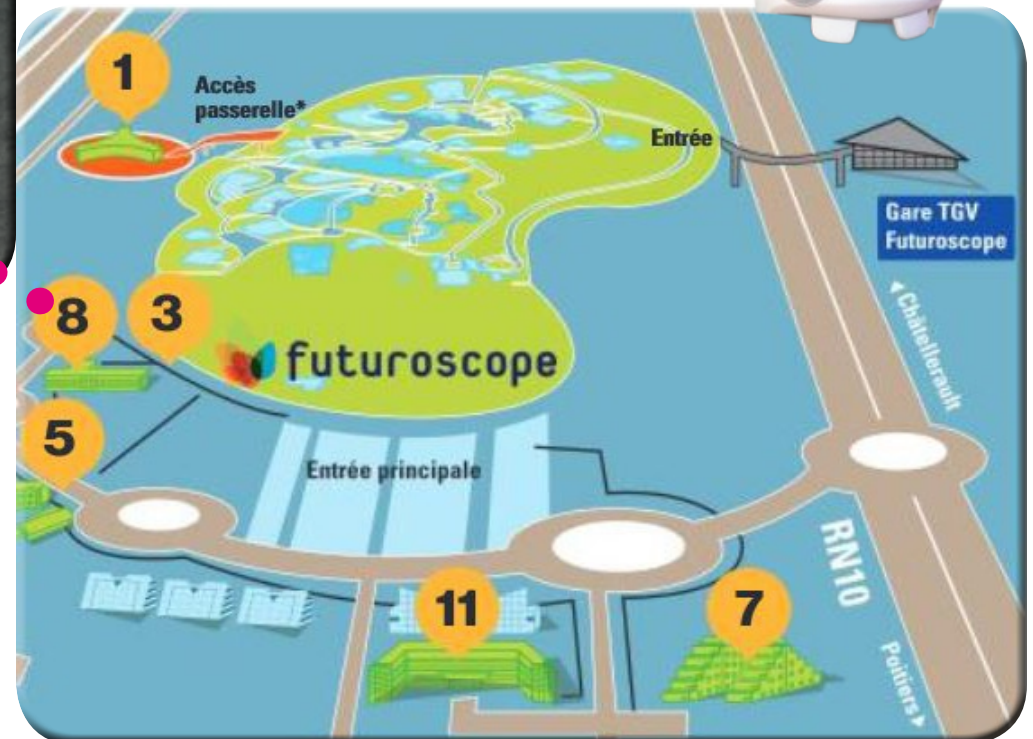 1
Accès
passerelle*
Entrée
Gare TGV
Futuroscope
Châtellerault
8
3
futuroscope
5
Entrée principale
RN10
11
7
Poitiers